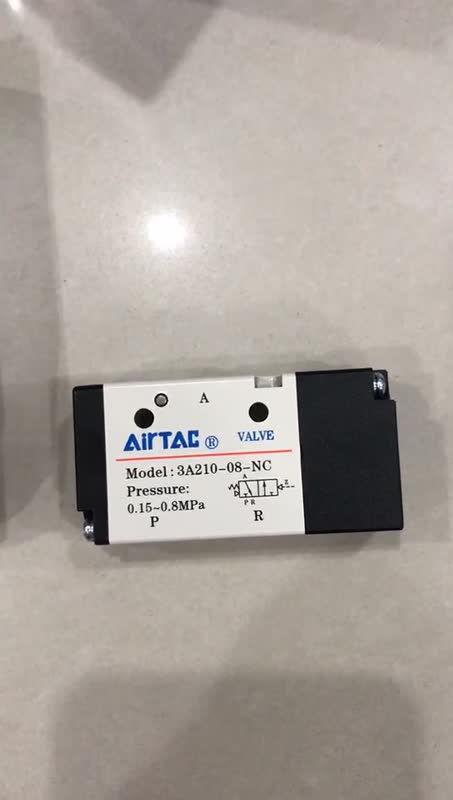 A
AirTAC ® VALVE
Model: 3A210-08-NC
Pressure:
0.15~0.8MPa
A
Z
P R
P R